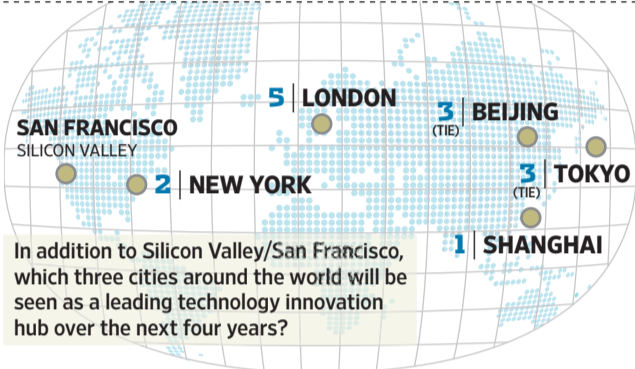 5 | LONDON
3 | BEIJING
(TIE)
SAN FRANCISCO
SILICON VALLEY
2 | NEW YORK
3 | TOKYO
(TIE)
1 | SHANGHAI
In addition to Silicon Valley/San Francisco,
which three cities around the world will be
seen as a leading technology innovation
hub over the next four years?